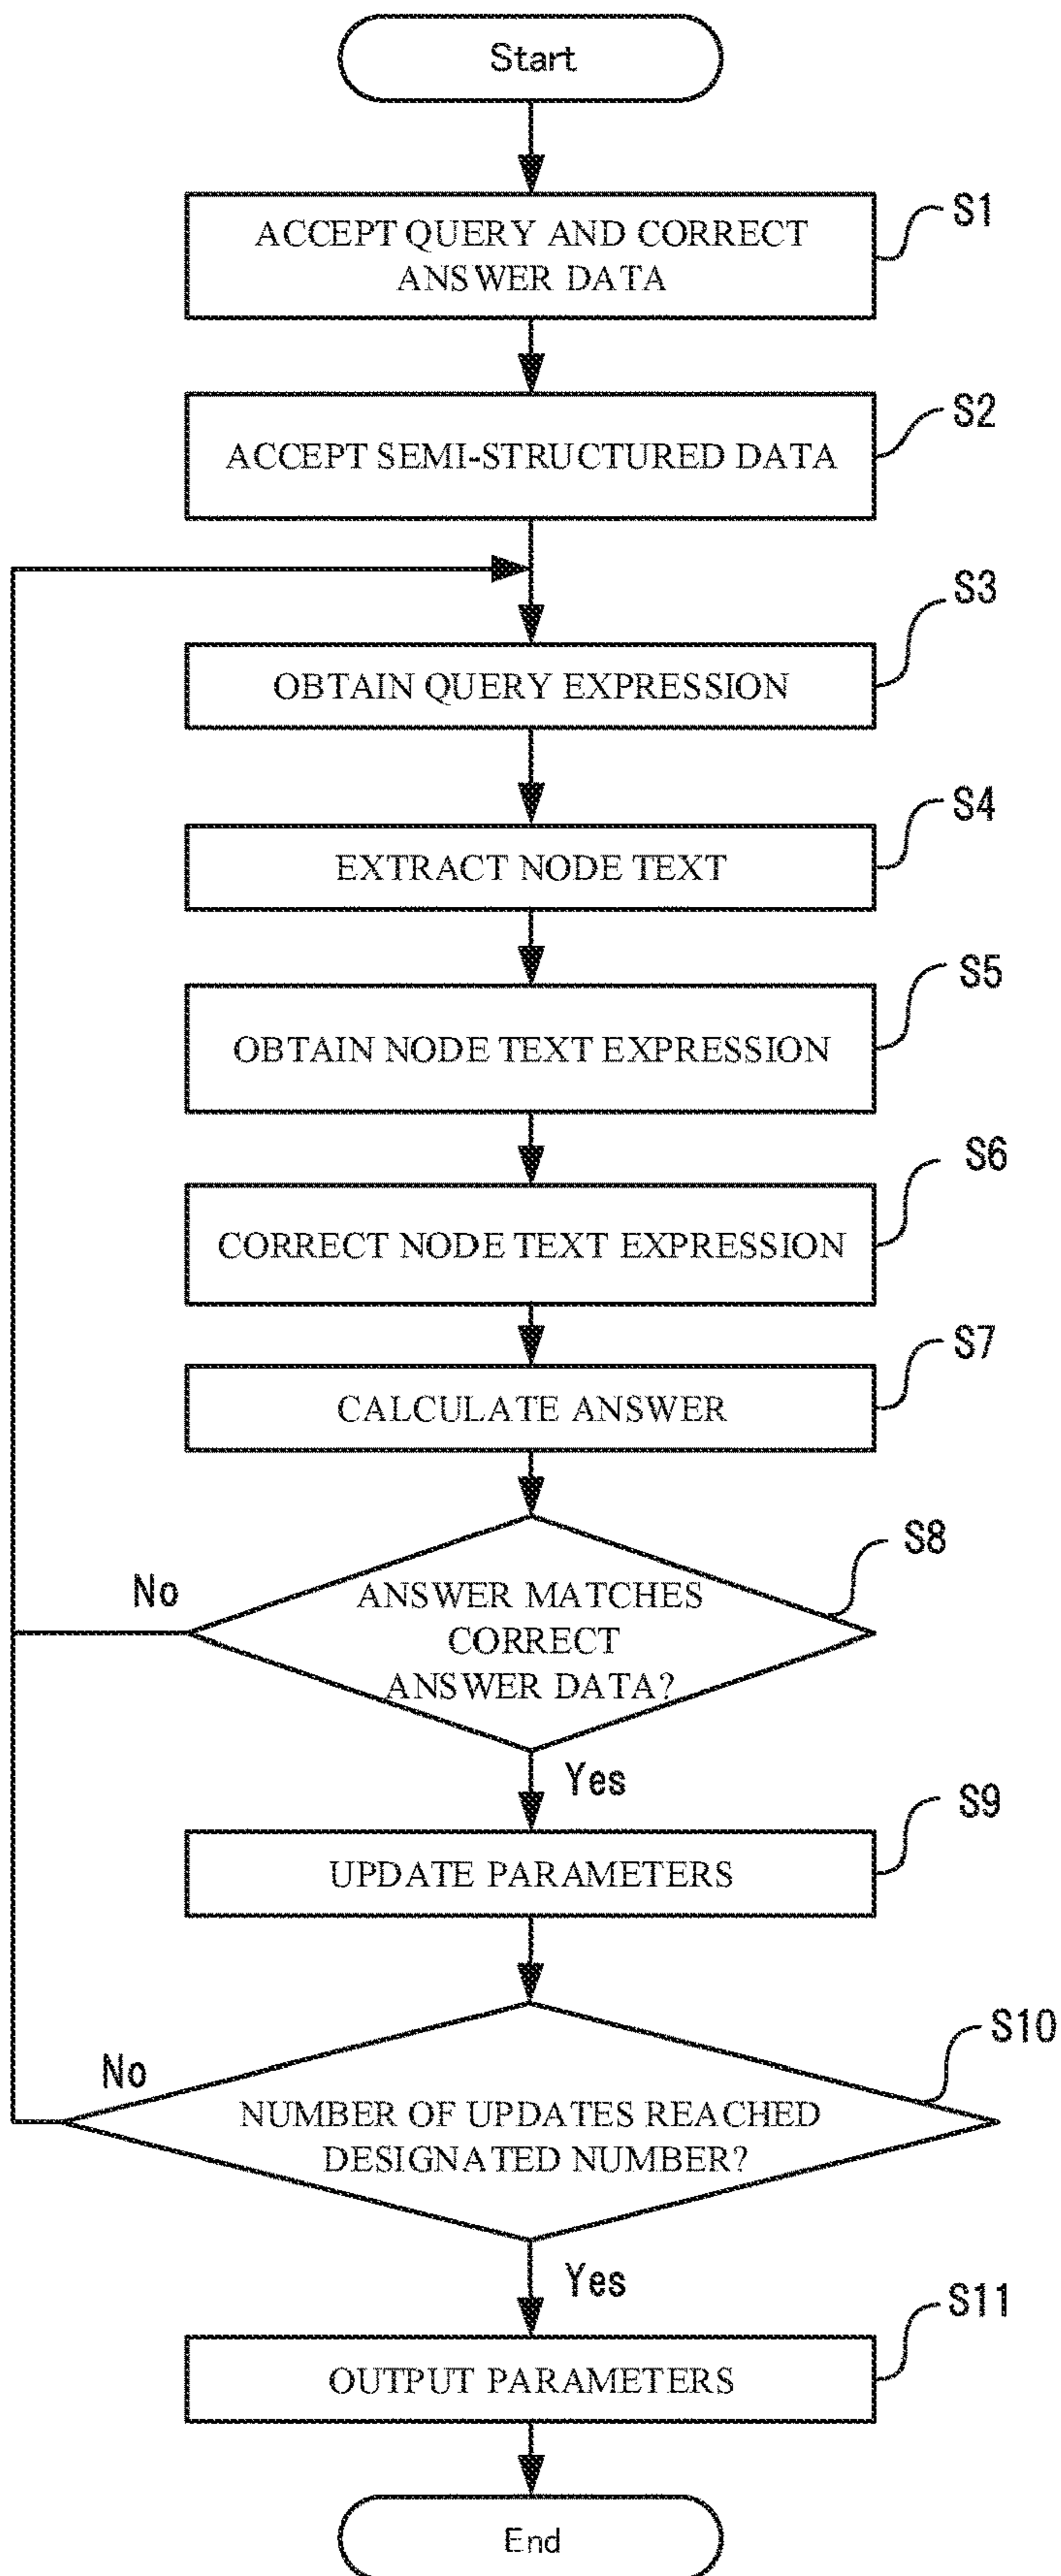 Start
ACCEPT QUERY AND CORRECT
ANSWER DATA
S1
ACCEPT SEMI-STRUCTURED DATA
S2
OBTAIN QUERY EXPRESSION
S3
EXTRACT NODE TEXT
S4
OBTAIN NODE TEXT EXPRESSION
S5
CORRECT NODE TEXT EXPRESSION
S6
CALCULATE ANSWER
S7
ANSWER MATCHES
CORRECT
ANSWER DATA?
S8
No
Yes
UPDATE PARAMETERS
S9
NUMBER OF UPDATES REACHED
DESIGNATED NUMBER?
S10
No
Yes
OUTPUT PARAMETERS
S11
End